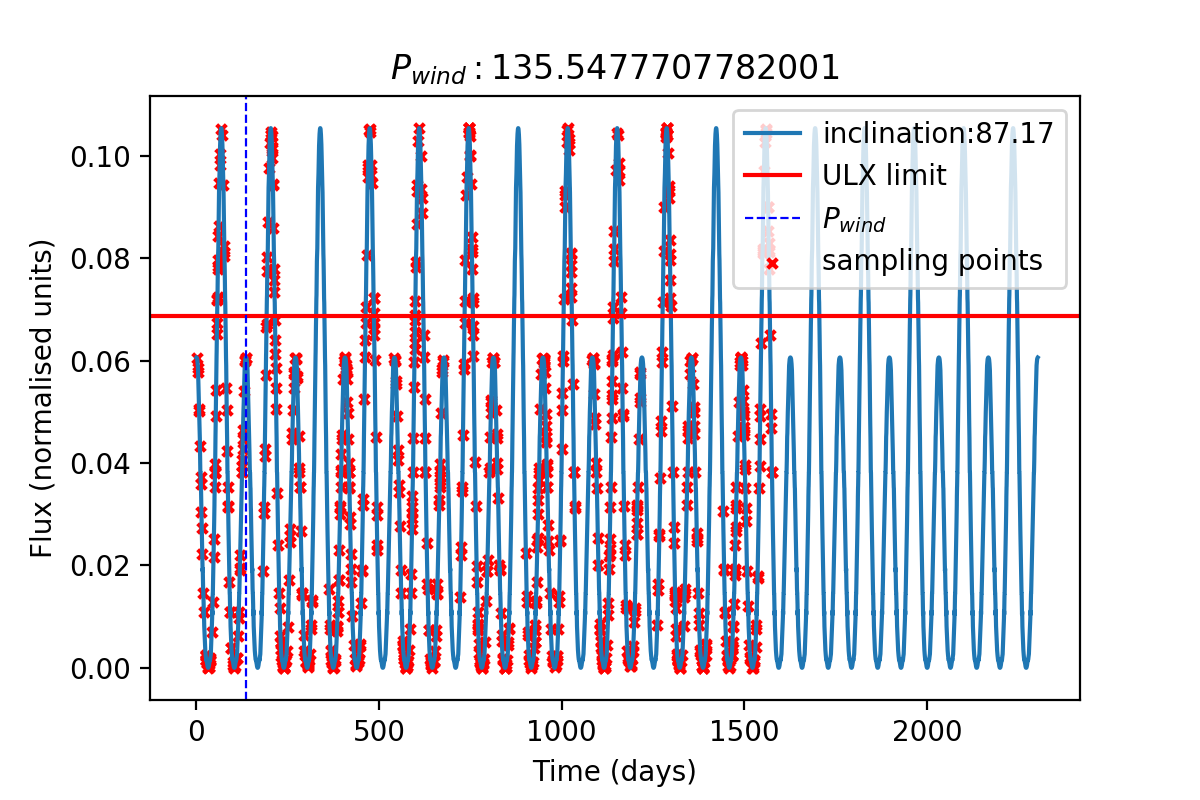 P_wind : 135.5477707782001
inclination:87.17
ULX limit
P_wind
sampling points
Flux (normalised units)
0.10
0.08
0.06
0.04
0.02
0.00
0 500 1000 1500 2000
Time (days)